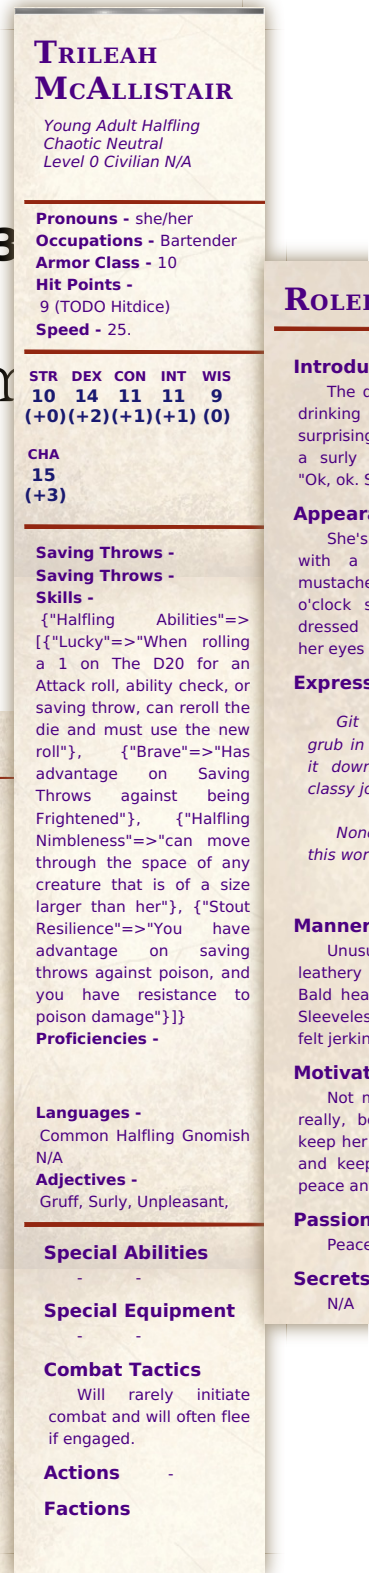 Trileah
McAllistair
Young Adult Halfling
Chaotic Neutral
Level 0 Civilian N/A
Pronouns - she/her
Occupations - Bartender
Armor Class - 10
Hit Points -
9 (TODO Hitdice)
Speed - 25.
STR DEX CON INT WIS
10 14 11 11 9
(+0)(+2)(+1)(+1) (0)
CHA
15
(+3)
Saving Throws -
Saving Throws -
Skills -
{"Halfling Abilities"=>
[{"Lucky"=>"When rolling
a 1 on The D20 for an
Attack roll, ability check, or
saving throw, can reroll the
die and must use the new
roll"}, {"Brave"=>"Has
advantage on Saving
Throws against being
Frightened"}, {"Halfling
Nimbleness"=>"can move
through the space of any
creature that is of a size
larger than her"}, {"Stout
Resilience"=>"You have
advantage on saving
throws against poison, and
you have resistance to
poison damage"}]}
Proficiencies -
Languages -
Common Halfling Gnomish
N/A
Adjectives -
Gruff, Surly, Unpleasant,
Special Abilities
- -
Special Equipment
- -
Combat Tactics
Will rarely initiate
combat and will often flee
if engaged.
Actions -
Factions
Introdu
The
drinking
surprising
a surly
"Ok, ok. S
Appeara
She's
with a
mustache
o'clock s
dressed
her eyes
Express
Git
grub in
it down
classy jo
None
this wor
Manner
Unusu
leathery
Bald hea
Sleeveles
felt jerkin
Motivat
Not m
really, be
keep her
and keep
peace an
Passion
Peace
Secrets
N/A